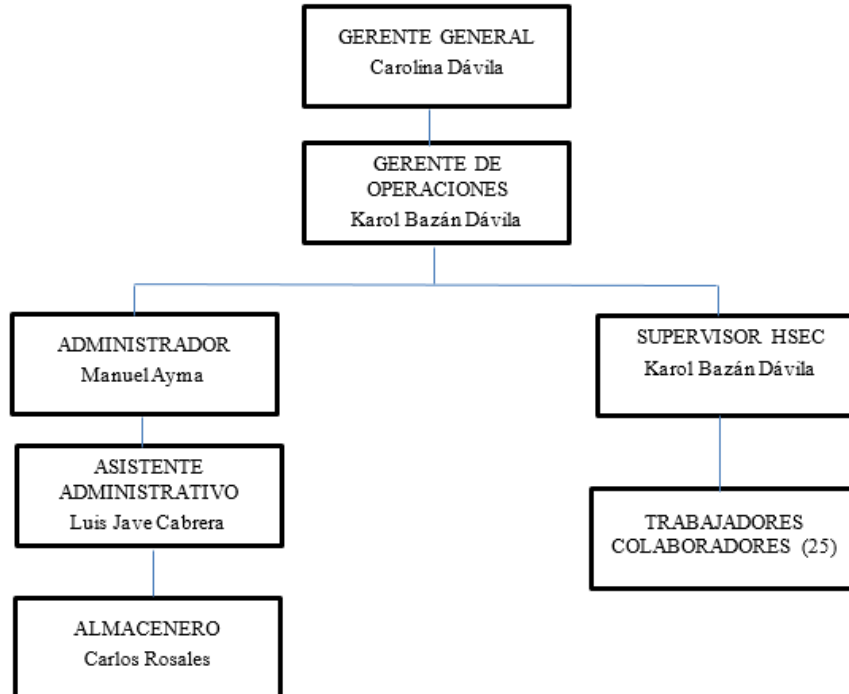 GERENTE GENERAL
Carolina Dávila
GERENTE DE
OPERACIONES
Karol Bazán Dávila
ADMINISTRADOR
Manuel Ayma
SUPERVISOR HSEC
Karol Bazán Dávila
ASISTENTE
ADMINISTRATIVO
Luis Jave Cabrera
TRABAJADORES
COLABORADORES (25)
ALMACENERO
Carlos Rosales